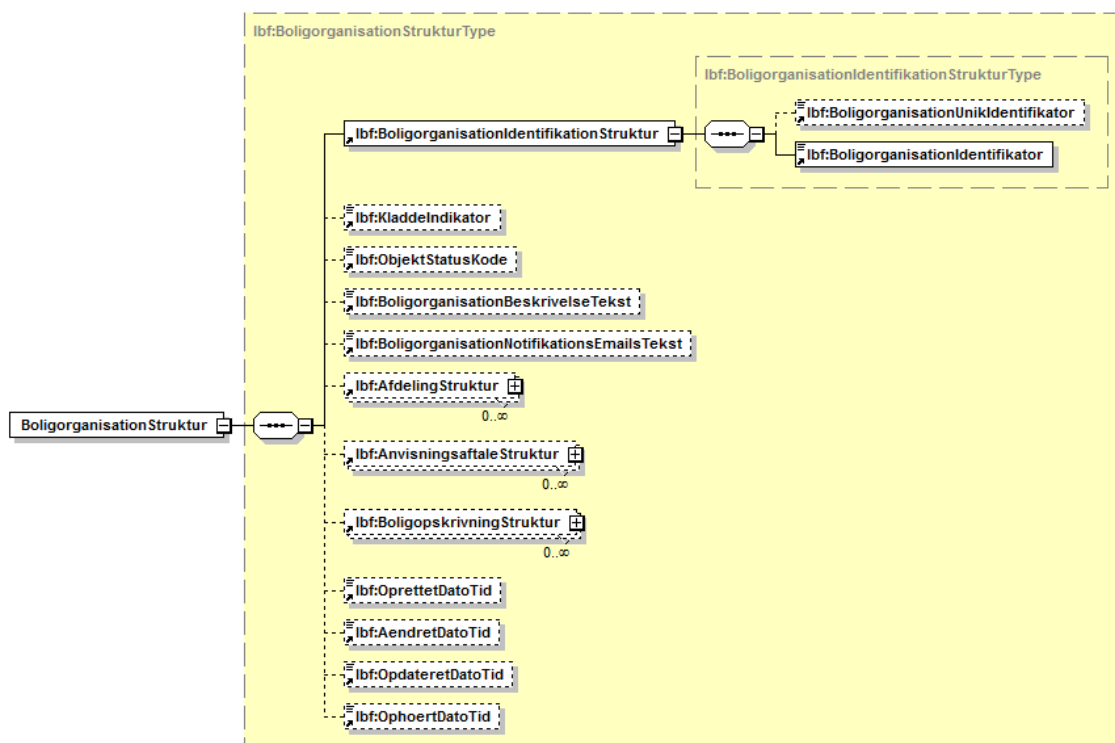 lbf:BoligorganisationStrukturType
lbf:BoligorganisationIdentifikationStrukturType
lbf:BoligorganisationUnikIdentifikator
lbf:BoligorganisationIdentifikationStruktur
lbf:BoligorganisationIdentifikator
lbf:KladdeIndikator
lbf:ObjektStatusKode
lbf:BoligorganisationBeskrivelseTekst
lbf:BoligorganisationNotifikationsEmailsTekst
lbf:AfdelingStruktur
0..∞
BoligorganisationStruktur
lbf:AnvisningsaftaleStruktur
0..∞
lbf:BoligopskrivningStruktur
0..∞
lbf:OprettetDatoTid
lbf:AendretDatoTid
lbf:OpdateretDatoTid
lbf:OphoertDatoTid